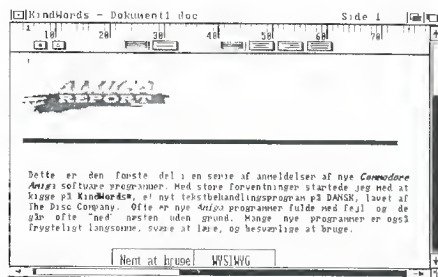 KindWords - Dokument1 doc Side 1
10 20 30 40 50 60 70
AMIGA
REPORT
Dette er den første del i en serie af anmeldelser af nye Commodore
Amiga software programmer. Med store forventninger startede jeg med at
kigge på KindWords, et nyt tekstbehandlingsprogram på DANSK, lavet af
The Disc Company. Ofte er nye Amiga programmer fulde med fejl og de
går ofte "ned" næsten uden grund. Mange nye programmer er også
frygteligt langsomme, svære at lære, og besværlige at bruge.
Nemt at bruge WYSIWYG